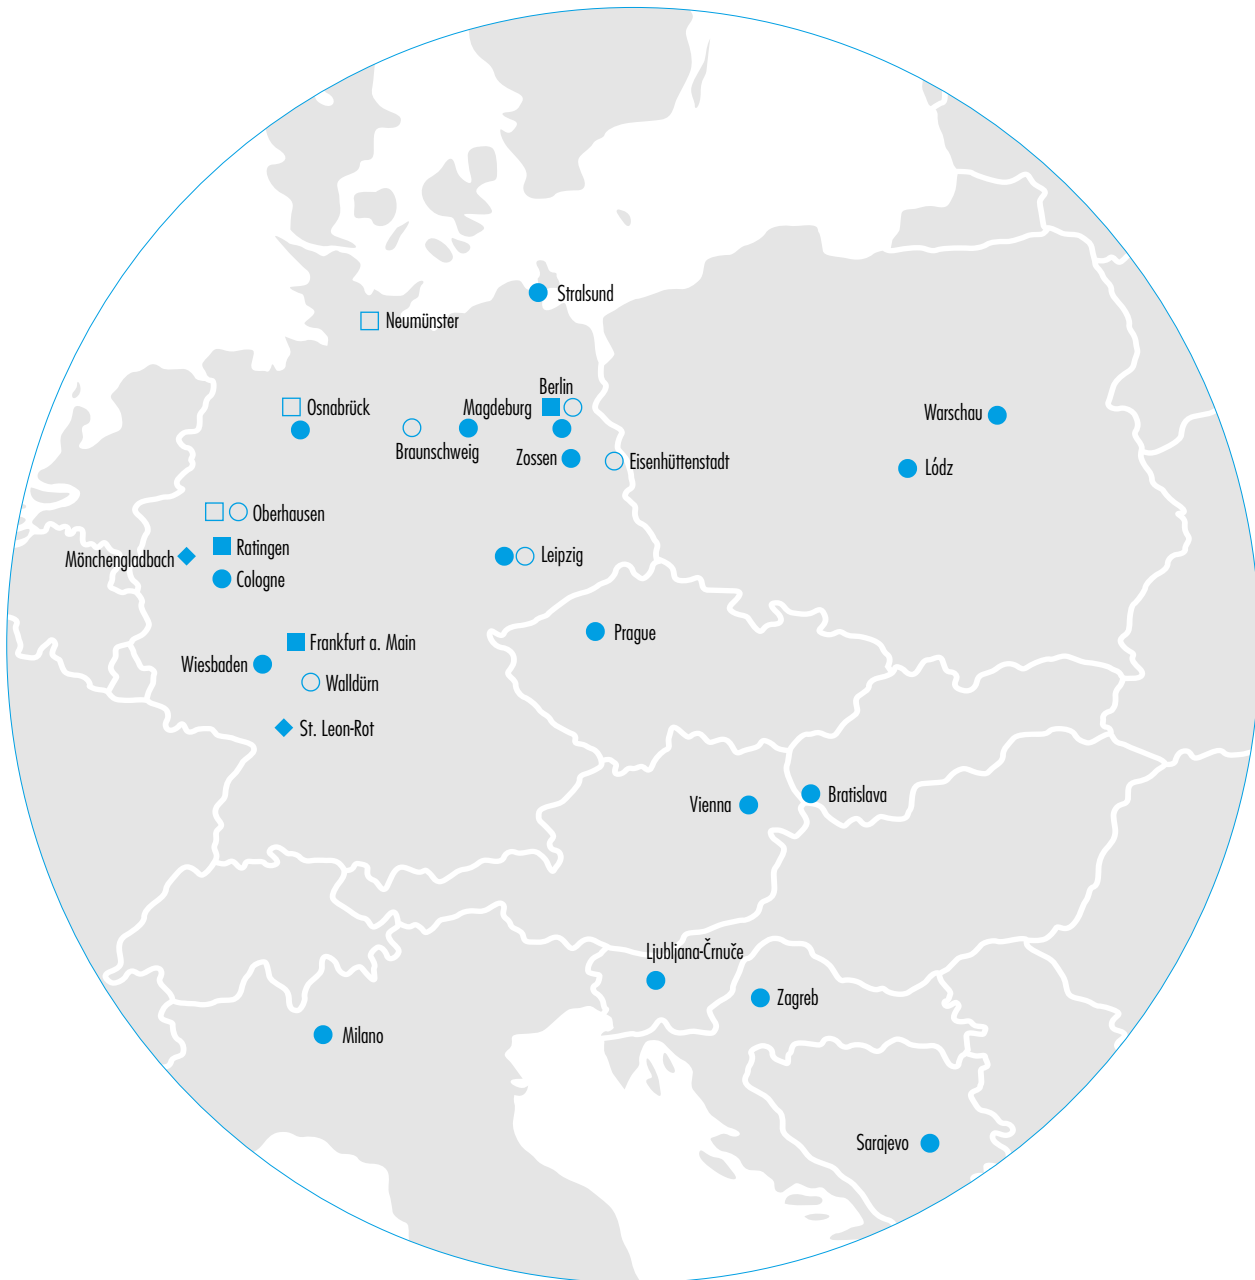 Stralsund
Neumünster
Berlin
Osnabrück
Magdeburg
Warschau
Braunschweig
Zossen
Eisenhüttenstadt
Lódz
Oberhausen
Ratingen
Mönchengladbach
Leipzig
Cologne
Prague
Frankfurt a. Main
Wiesbaden
Walldürn
St. Leon-Rot
Bratislava
Vienna
Ljubljana-Črnuče
Zagreb
Milano
Sarajevo